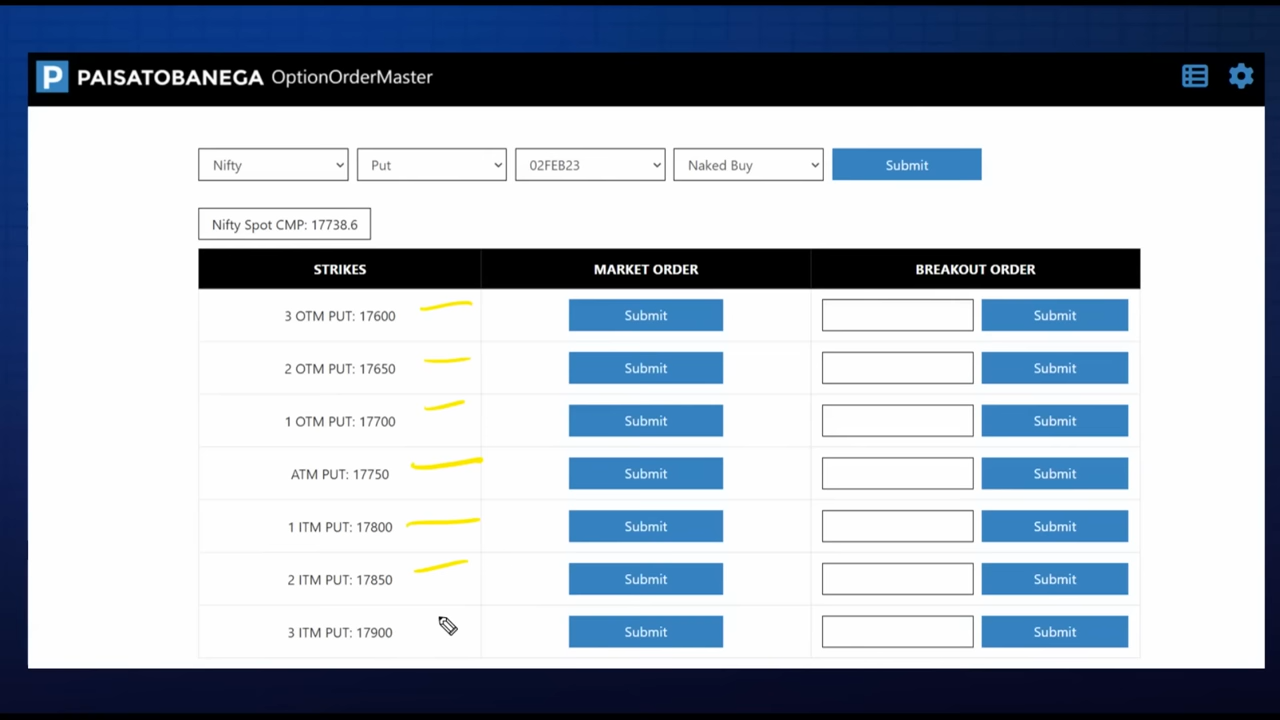 P PAISATOBANEGA OptionOrderMaster
Nifty Put 02FEB23 Naked Buy Submit
Nifty Spot CMP: 17738.6
STRIKES MARKET ORDER BREAKOUT ORDER
3 OTM PUT: 17600 Submit Submit
2 OTM PUT: 17650 Submit Submit
1 OTM PUT: 17700 Submit Submit
ATM PUT: 17750 Submit Submit
1 ITM PUT: 17800 Submit Submit
2 ITM PUT: 17850 Submit Submit
3 ITM PUT: 17900 Submit Submit